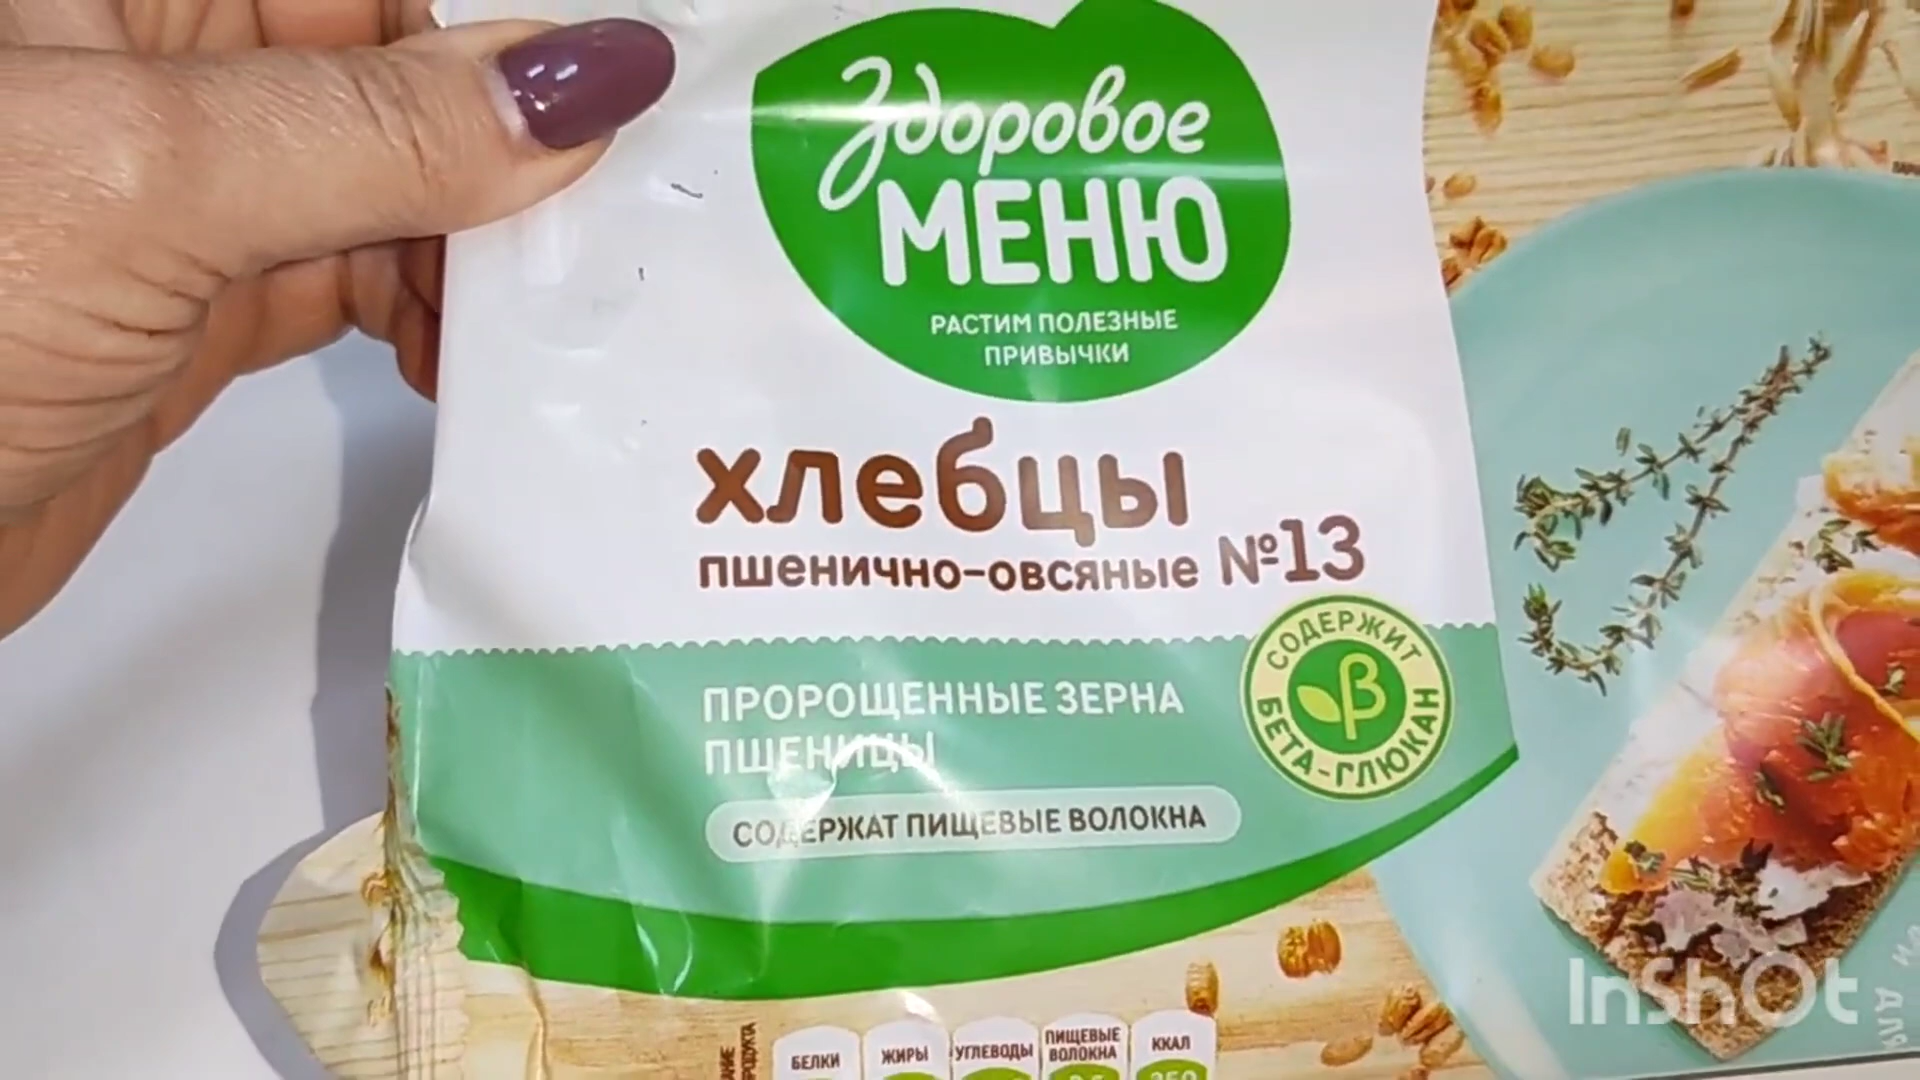 Здоровое
МЕНЮ
РАСТИМ ПОЛЕЗНЫЕ
ПРИВЫЧКИ
хлебцы
пшенично-овсяные №13
СОДЕРЖИТ
БЕТА-ГЛЮКАН
β
ПРОРОЩЕННЫЕ ЗЕРНА
ПШЕНИЦЫ
СОДЕРЖАТ ПИЩЕВЫЕ ВОЛОКНА
БЕЛКИ
ЖИРЫ
УГЛЕВОДЫ
ПИЩЕВЫЕ
ВОЛОКНА
ККАЛ
InShOt